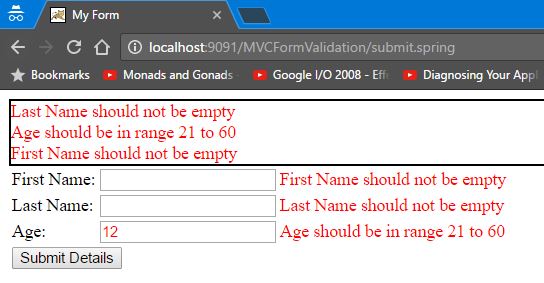 My Form
localhost:9091/MVCFormValidation/submit.spring
Bookmarks Monads and Gonads - Google I/O 2008 - Effe Diagnosing Your Appl
Last Name should not be empty
Age should be in range 21 to 60
First Name should not be empty
First Name: First Name should not be empty
Last Name: Last Name should not be empty
Age: 12 Age should be in range 21 to 60
Submit Details